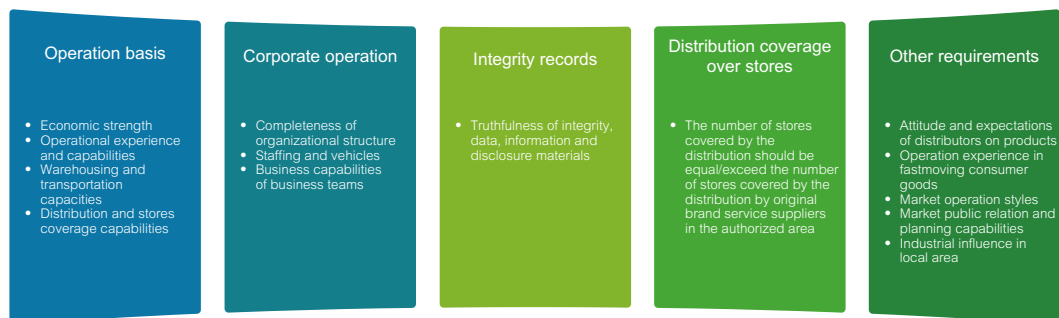 Operation basis
• Economic strength
• Operational experience
and capabilities
• Warehousing and
transportation
capacities
• Distribution and stores
coverage capabilities
Corporate operation
• Completeness of
organizational structure
• Staffing and vehicles
• Business capabilities
of business teams
Integrity records
• Truthfulness of integrity,
data, information and
disclosure materials
Distribution coverage
over stores
• The number of stores
covered by the
distribution should be
equal/exceed the number
of stores covered by the
distribution by original
brand service suppliers
in the authorized area
Other requirements
• Attitude and expectations
of distributors on products
• Operation experience in
fastmoving consumer
goods
• Market operation styles
• Market public relation and
planning capabilities
• Industrial influence in
local area